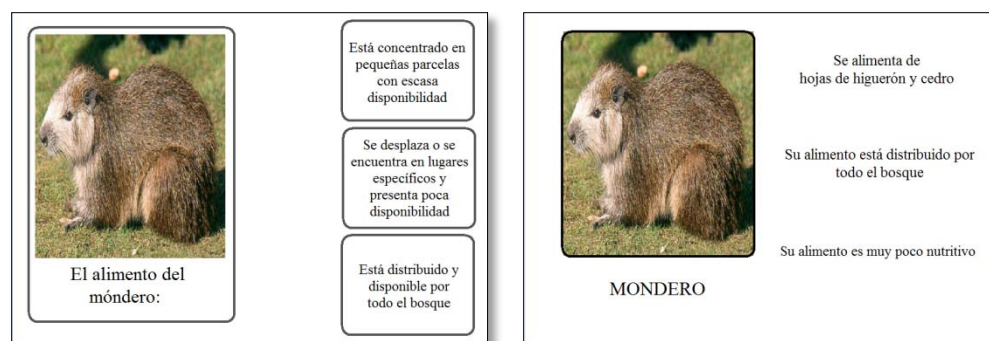 Está concentrado en
pequeñas parcelas
con escasa
disponibilidad
Se desplaza o se
encuentra en lugares
específicos y
presenta poca
disponibilidad
Está distribuido y
disponible por
todo el bosque
El alimento del
móndero:
Se alimenta de
hojas de higuerón y cedro
Su alimento está distribuido por
todo el bosque
Su alimento es muy poco nutritivo
MONDERO